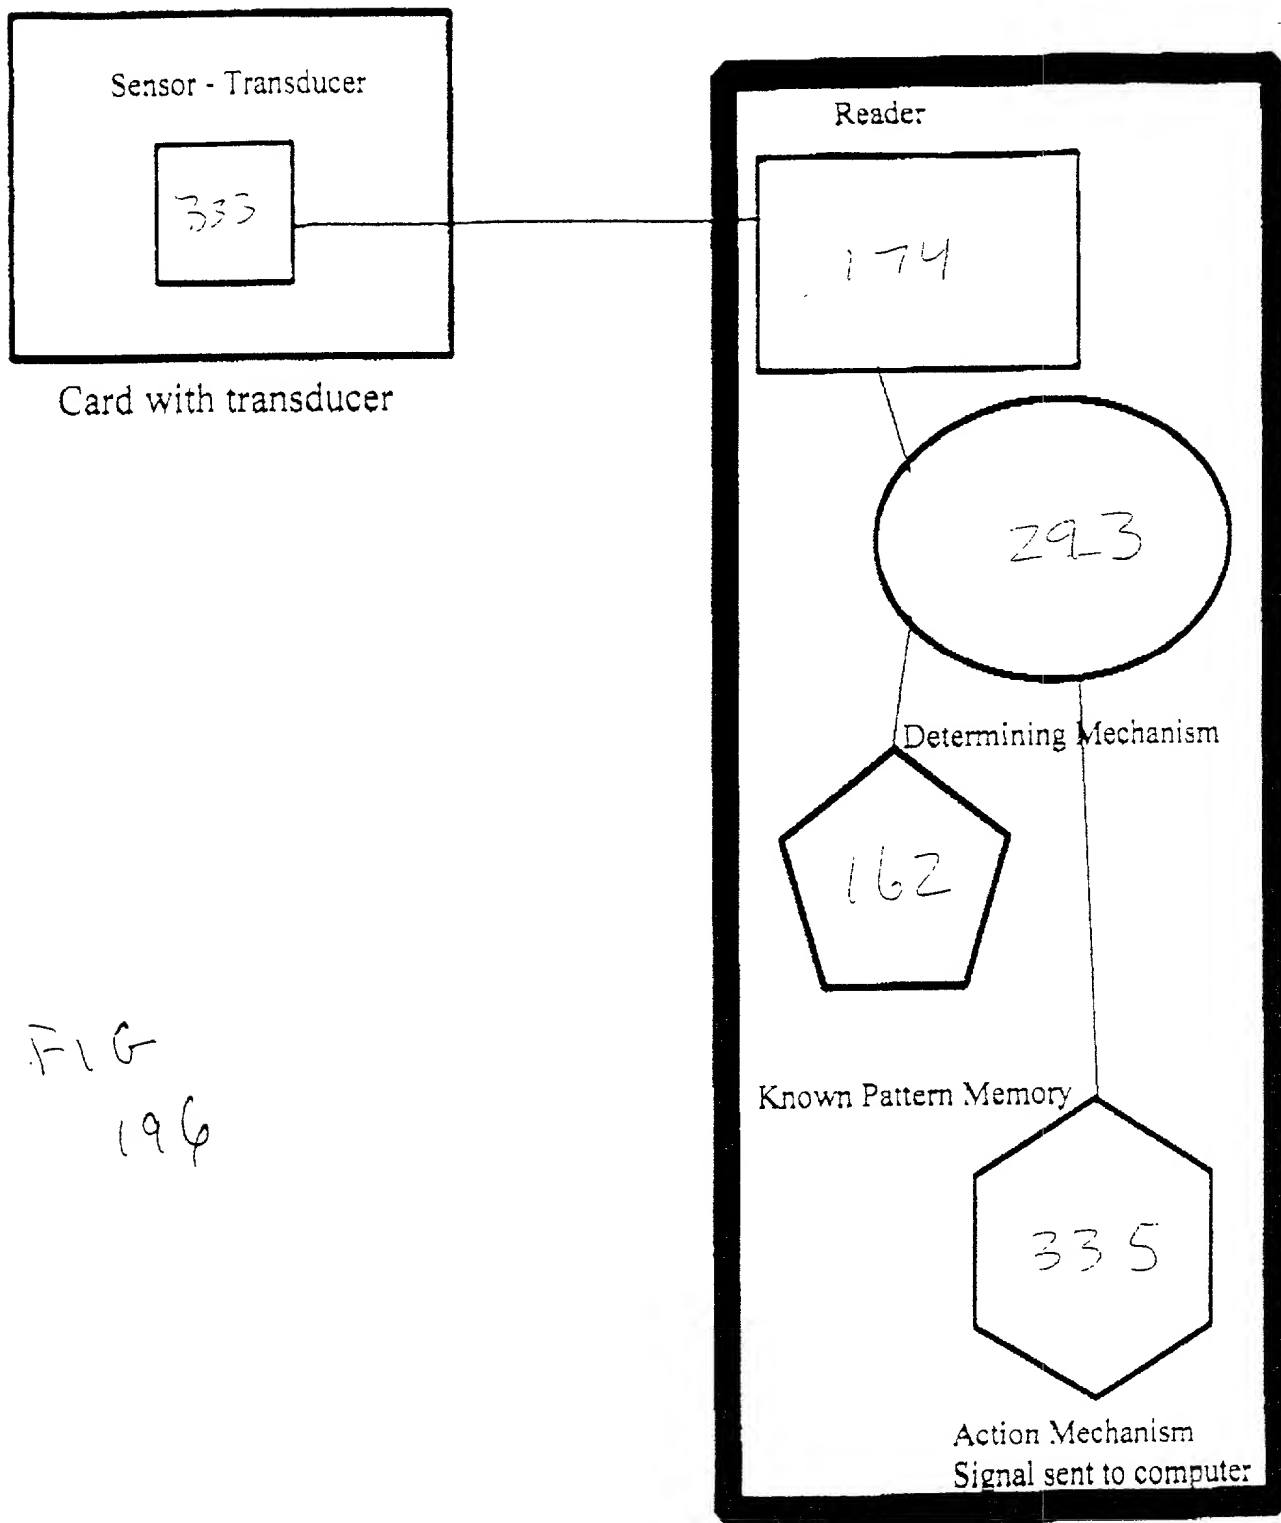 Sensor - Transducer
333
Card with transducer
Reader
174
293
Determining Mechanism
162
Known Pattern Memory
335
Action Mechanism
Signal sent to computer
FIG
196